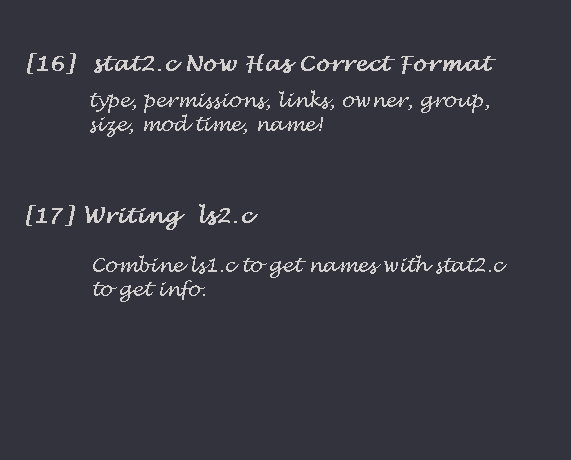 [16] stat2.c Now Has Correct Format
type, permissions, links, owner, group,
size, mod time, name!
[17] Writing ls2.c
Combine ls1.c to get names with stat2.c
to get info.